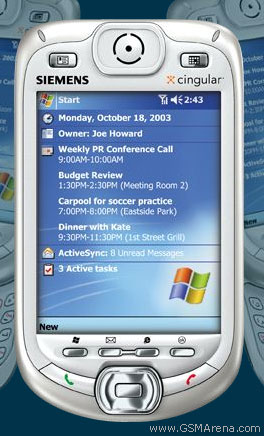 SIEMENS
cingular
Start
2:43
Monday, October 18, 2003
Owner: Joe Howard
Weekly PR Conference Call
9:00AM-10:00AM
Budget Review
1:30PM-2:30PM (Meeting Room 2)
Carpool for soccer practice
7:00PM-8:00PM (Eastside Park)
Dinner with Kate
9:30PM-11:30PM (1st Street Grill)
ActiveSync: 8 Unread Messages
3 Active tasks
New
www.GSMArena.com